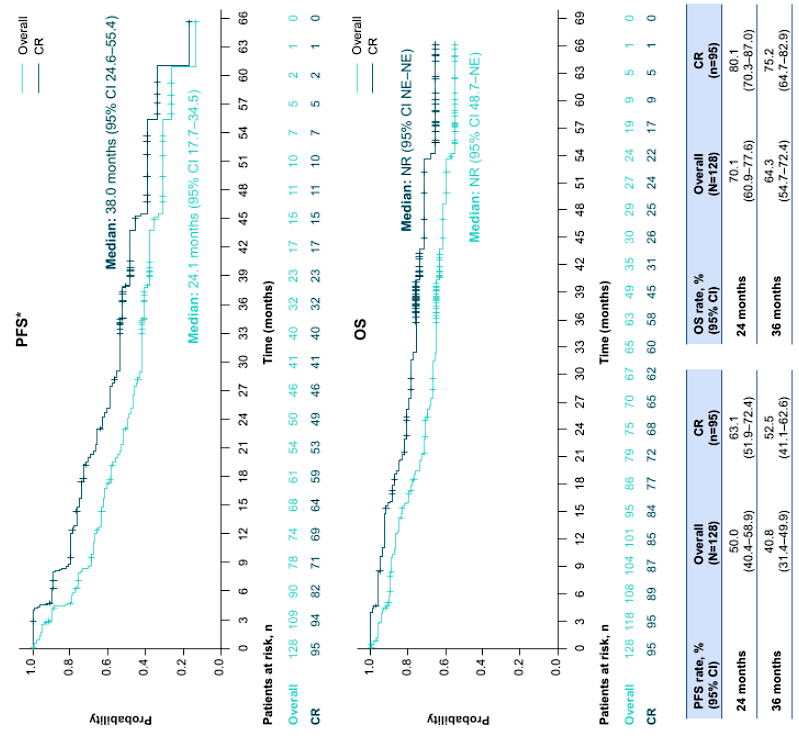 PFS*
Overall
CR
Probability
1.0
0.8
0.6
0.4
0.2
0.0
Median: 38.0 months (95% CI 24.6–55.4)
Median: 24.1 months (95% CI 17.7–34.5)
0 3 6 9 12 15 18 21 24 27 30 33 36 39 42 45 48 51 54 57 60 63 66
Time (months)
Patients at risk, n
Overall 128 109 90 78 74 68 61 54 50 46 41 40 32 23 17 15 11 10 7 5 2 1 0
CR 95 94 82 71 69 64 59 53 49 46 41 40 32 23 17 15 11 10 7 5 2 1 0
OS
Overall
CR
Probability
1.0
0.8
0.6
0.4
0.2
0.0
Median: NR (95% CI NE–NE)
Median: NR (95% CI 48.7–NE)
0 3 6 9 12 15 18 21 24 27 30 33 36 39 42 45 48 51 54 57 60 63 66 69
Time (months)
Patients at risk, n
Overall 128 118 108 104 101 95 86 79 75 70 67 65 63 49 35 30 29 27 24 19 9 5 1 0
CR 95 95 89 87 85 84 77 72 68 65 62 60 58 45 31 26 25 24 22 17 9 5 1 0
PFS rate, % Overall CR
(95% CI) (N=128) (n=95)
24 months 50.0 63.1
(40.4–58.9) (51.9–72.4)
36 months 40.8 52.5
(31.4–49.9) (41.1–62.6)
OS rate, % Overall CR
(95% CI) (N=128) (n=95)
24 months 70.1 80.1
(60.9–77.6) (70.3–87.0)
36 months 64.3 75.2
(54.7–72.4) (64.7–82.9)